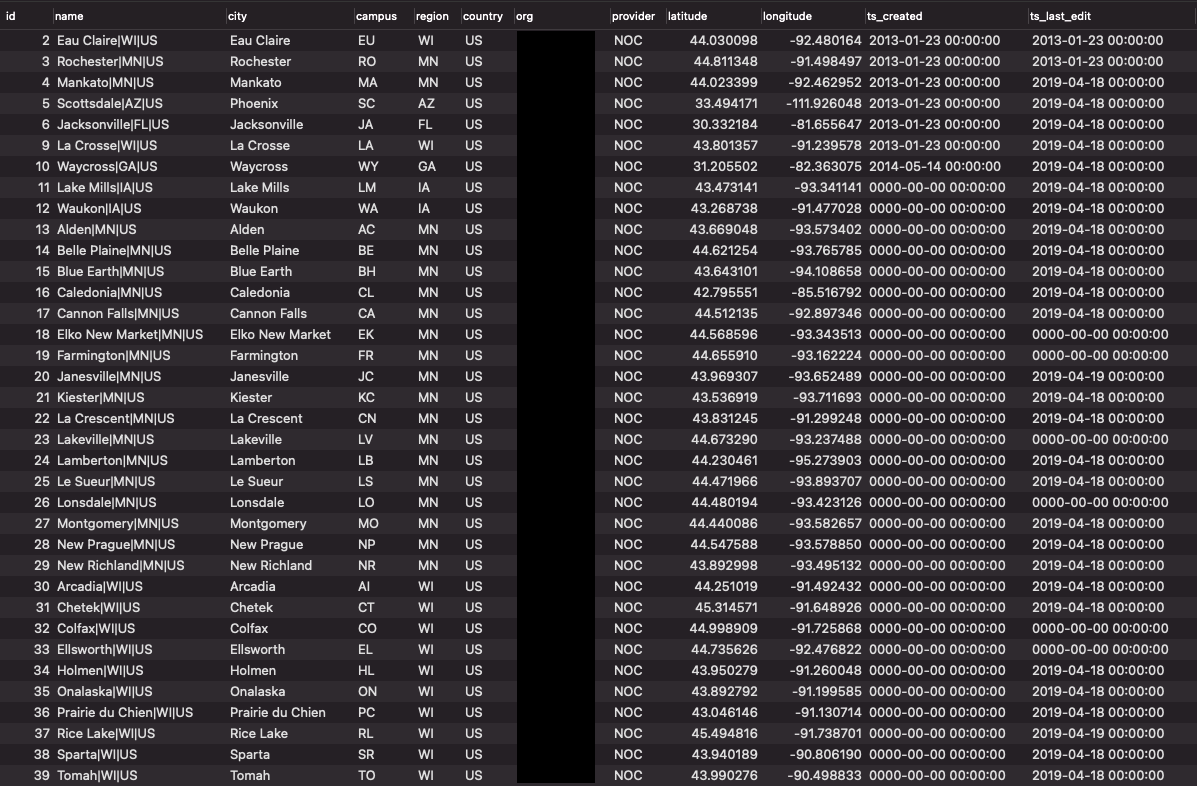 id name city campus region country org provider latitude longitude ts_created ts_last_edit
2 Eau Claire|WI|US Eau Claire EU WI US NOC 44.030098 -92.480164 2013-01-23 00:00:00 2013-01-23 00:00:00
3 Rochester|MN|US Rochester RO MN US NOC 44.811348 -91.498497 2013-01-23 00:00:00 2013-01-23 00:00:00
4 Mankato|MN|US Mankato MA MN US NOC 44.023399 -92.462952 2013-01-23 00:00:00 2019-04-18 00:00:00
5 Scottsdale|AZ|US Phoenix SC AZ US NOC 33.494171 -111.926048 2013-01-23 00:00:00 2019-04-18 00:00:00
6 Jacksonville|FL|US Jacksonville JA FL US NOC 30.332184 -81.655647 2013-01-23 00:00:00 2019-04-18 00:00:00
9 La Crosse|WI|US La Crosse LA WI US NOC 43.801357 -91.239578 2013-01-23 00:00:00 2019-04-18 00:00:00
10 Waycross|GA|US Waycross WY GA US NOC 31.205502 -82.363075 2014-05-14 00:00:00 2019-04-18 00:00:00
11 Lake Mills|IA|US Lake Mills LM IA US NOC 43.473141 -93.341141 0000-00-00 00:00:00 2019-04-18 00:00:00
12 Waukon|IA|US Waukon WA IA US NOC 43.268738 -91.477028 0000-00-00 00:00:00 2019-04-18 00:00:00
13 Alden|MN|US Alden AC MN US NOC 43.669048 -93.573402 0000-00-00 00:00:00 2019-04-18 00:00:00
14 Belle Plaine|MN|US Belle Plaine BE MN US NOC 44.621254 -93.765785 0000-00-00 00:00:00 2019-04-18 00:00:00
15 Blue Earth|MN|US Blue Earth BH MN US NOC 43.643101 -94.108658 0000-00-00 00:00:00 2019-04-18 00:00:00
16 Caledonia|MN|US Caledonia CL MN US NOC 42.795551 -85.516792 0000-00-00 00:00:00 2019-04-18 00:00:00
17 Cannon Falls|MN|US Cannon Falls CA MN US NOC 44.512135 -92.897346 0000-00-00 00:00:00 2019-04-18 00:00:00
18 Elko New Market|MN|US Elko New Market EK MN US NOC 44.568596 -93.343513 0000-00-00 00:00:00 0000-00-00 00:00:00
19 Farmington|MN|US Farmington FR MN US NOC 44.655910 -93.162224 0000-00-00 00:00:00 0000-00-00 00:00:00
20 Janesville|MN|US Janesville JC MN US NOC 43.969307 -93.652489 0000-00-00 00:00:00 2019-04-19 00:00:00
21 Kiester|MN|US Kiester KC MN US NOC 43.536919 -93.711693 0000-00-00 00:00:00 2019-04-18 00:00:00
22 La Crescent|MN|US La Crescent CN MN US NOC 43.831245 -91.299248 0000-00-00 00:00:00 2019-04-18 00:00:00
23 Lakeville|MN|US Lakeville LV MN US NOC 44.673290 -93.237488 0000-00-00 00:00:00 0000-00-00 00:00:00
24 Lamberton|MN|US Lamberton LB MN US NOC 44.230461 -95.273903 0000-00-00 00:00:00 2019-04-18 00:00:00
25 Le Sueur|MN|US Le Sueur LS MN US NOC 44.471966 -93.893707 0000-00-00 00:00:00 2019-04-18 00:00:00
26 Lonsdale|MN|US Lonsdale LO MN US NOC 44.480194 -93.423126 0000-00-00 00:00:00 0000-00-00 00:00:00
27 Montgomery|MN|US Montgomery MO MN US NOC 44.440086 -93.582657 0000-00-00 00:00:00 2019-04-18 00:00:00
28 New Prague|MN|US New Prague NP MN US NOC 44.547588 -93.578850 0000-00-00 00:00:00 2019-04-18 00:00:00
29 New Richland|MN|US New Richland NR MN US NOC 43.892998 -93.495132 0000-00-00 00:00:00 2019-04-18 00:00:00
30 Arcadia|WI|US Arcadia AI WI US NOC 44.251019 -91.492432 0000-00-00 00:00:00 2019-04-18 00:00:00
31 Chetek|WI|US Chetek CT WI US NOC 45.314571 -91.648926 0000-00-00 00:00:00 2019-04-18 00:00:00
32 Colfax|WI|US Colfax CO WI US NOC 44.998909 -91.725868 0000-00-00 00:00:00 0000-00-00 00:00:00
33 Ellsworth|WI|US Ellsworth EL WI US NOC 44.735626 -92.476822 0000-00-00 00:00:00 0000-00-00 00:00:00
34 Holmen|WI|US Holmen HL WI US NOC 43.950279 -91.260048 0000-00-00 00:00:00 2019-04-18 00:00:00
35 Onalaska|WI|US Onalaska ON WI US NOC 43.892792 -91.199585 0000-00-00 00:00:00 2019-04-18 00:00:00
36 Prairie du Chien|WI|US Prairie du Chien PC WI US NOC 43.046146 -91.130714 0000-00-00 00:00:00 2019-04-18 00:00:00
37 Rice Lake|WI|US Rice Lake RL WI US NOC 45.494816 -91.738701 0000-00-00 00:00:00 2019-04-19 00:00:00
38 Sparta|WI|US Sparta SR WI US NOC 43.940189 -90.806190 0000-00-00 00:00:00 2019-04-18 00:00:00
39 Tomah|WI|US Tomah TO WI US NOC 43.990276 -90.498833 0000-00-00 00:00:00 2019-04-18 00:00:00